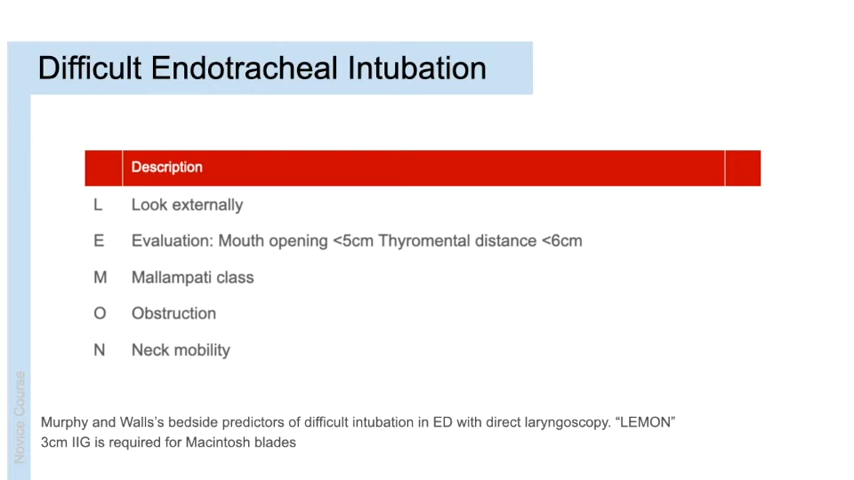 Difficult Endotracheal Intubation
Description
L Look externally
E Evaluation: Mouth opening <5cm Thyromental distance <6cm
M Mallampati class
O Obstruction
N Neck mobility
Murphy and Walls's bedside predictors of difficult intubation in ED with direct laryngoscopy. “LEMON”
3cm IIG is required for Macintosh blades
Novice Course